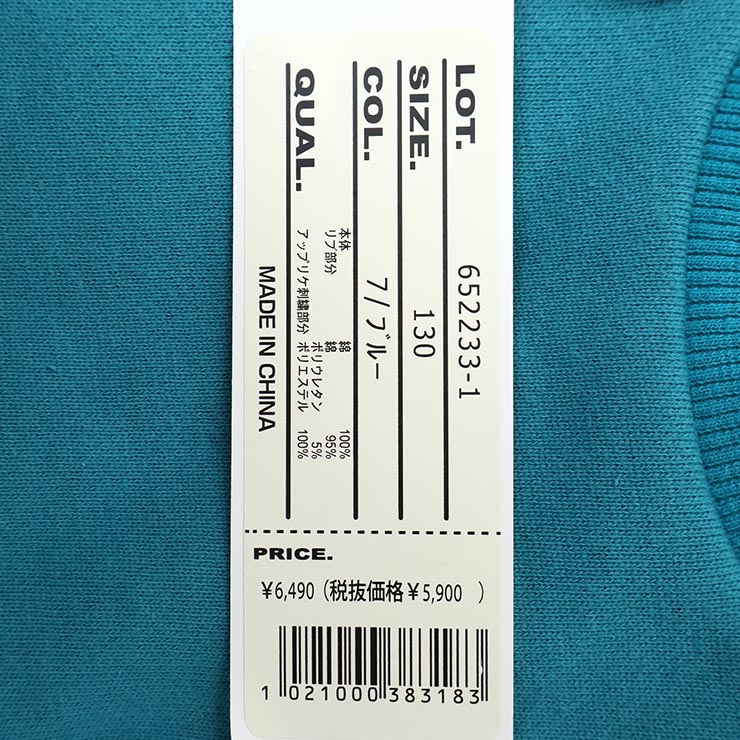 LOT. 652233-1
SIZE. 130
COL. 7/ブルー
QUAL.
本体 綿 100%
リブ部分 綿 95%
ポリウレタン 5%
アップリケ刺繍部分 ポリエステル 100%
MADE IN CHINA
PRICE.
¥6,490 (税抜価格¥5,900 )
1 021000 383183